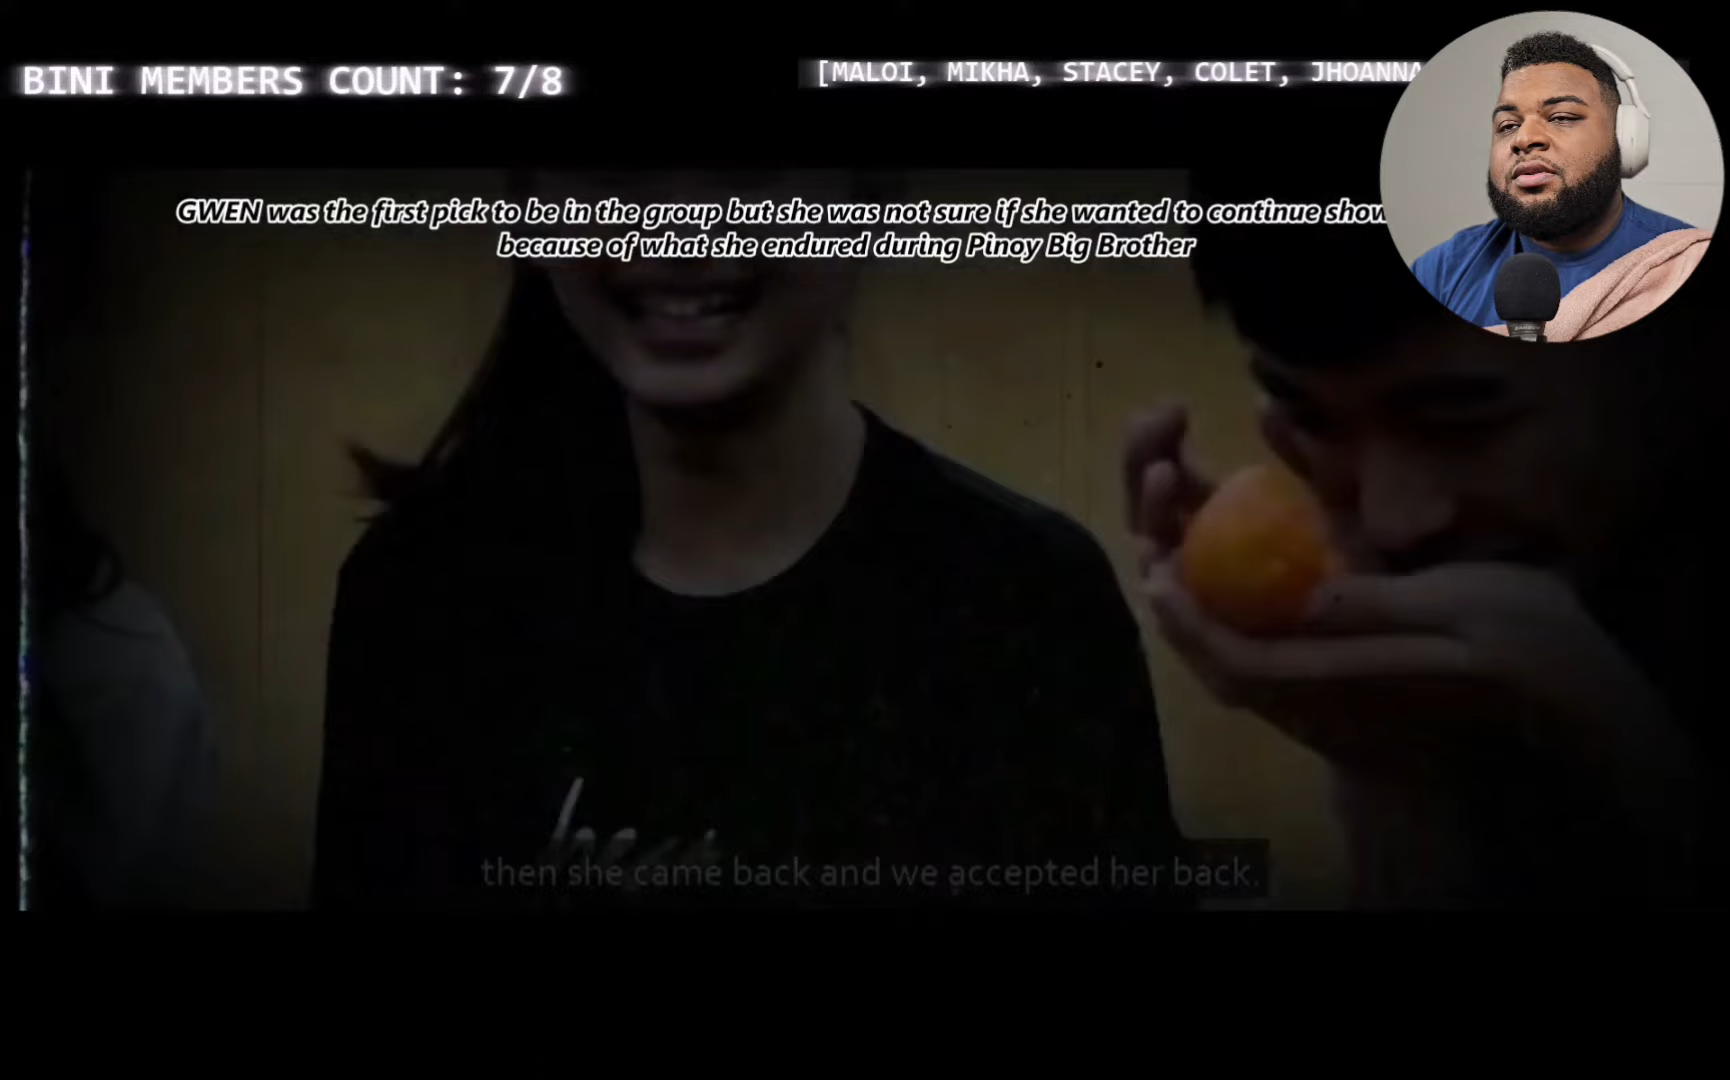 BINI MEMBERS COUNT: 7/8
[MALOI, MIKHA, STACEY, COLET, JHOANNA
GWEN was the first pick to be in the group but she was not sure if she wanted to continue show
because of what she endured during Pinoy Big Brother
then she came back and we accepted her back.